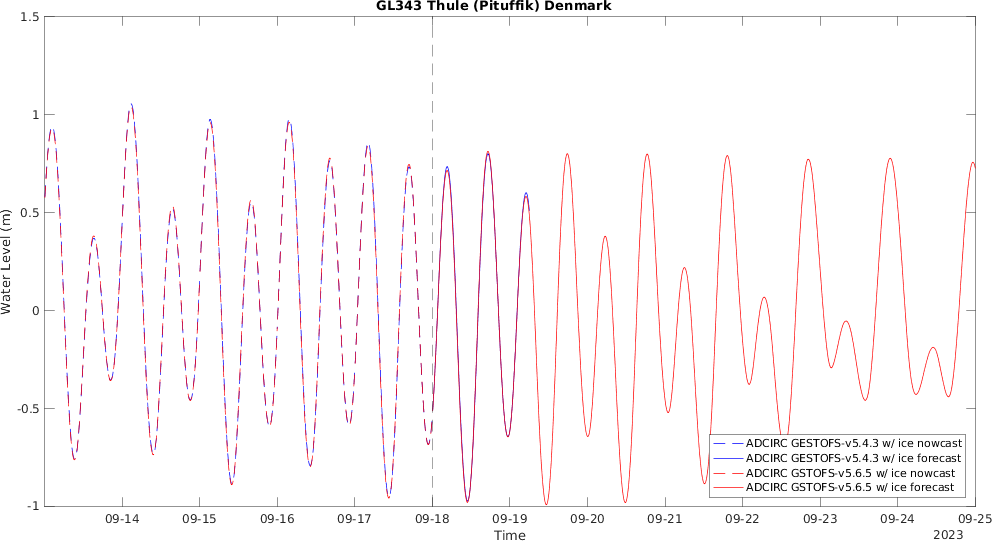 GL343 Thule (Pituffik) Denmark
1.5
1
0.5
0
-0.5
-1
Water Level (m)
09-14 09-15 09-16 09-17 09-18 09-19 09-20 09-21 09-22 09-23 09-24 09-25
Time
2023
ADCIRC GESTOFS-v5.4.3 w/ ice nowcast
ADCIRC GESTOFS-v5.4.3 w/ ice forecast
ADCIRC GSTOFS-v5.6.5 w/ ice nowcast
ADCIRC GSTOFS-v5.6.5 w/ ice forecast